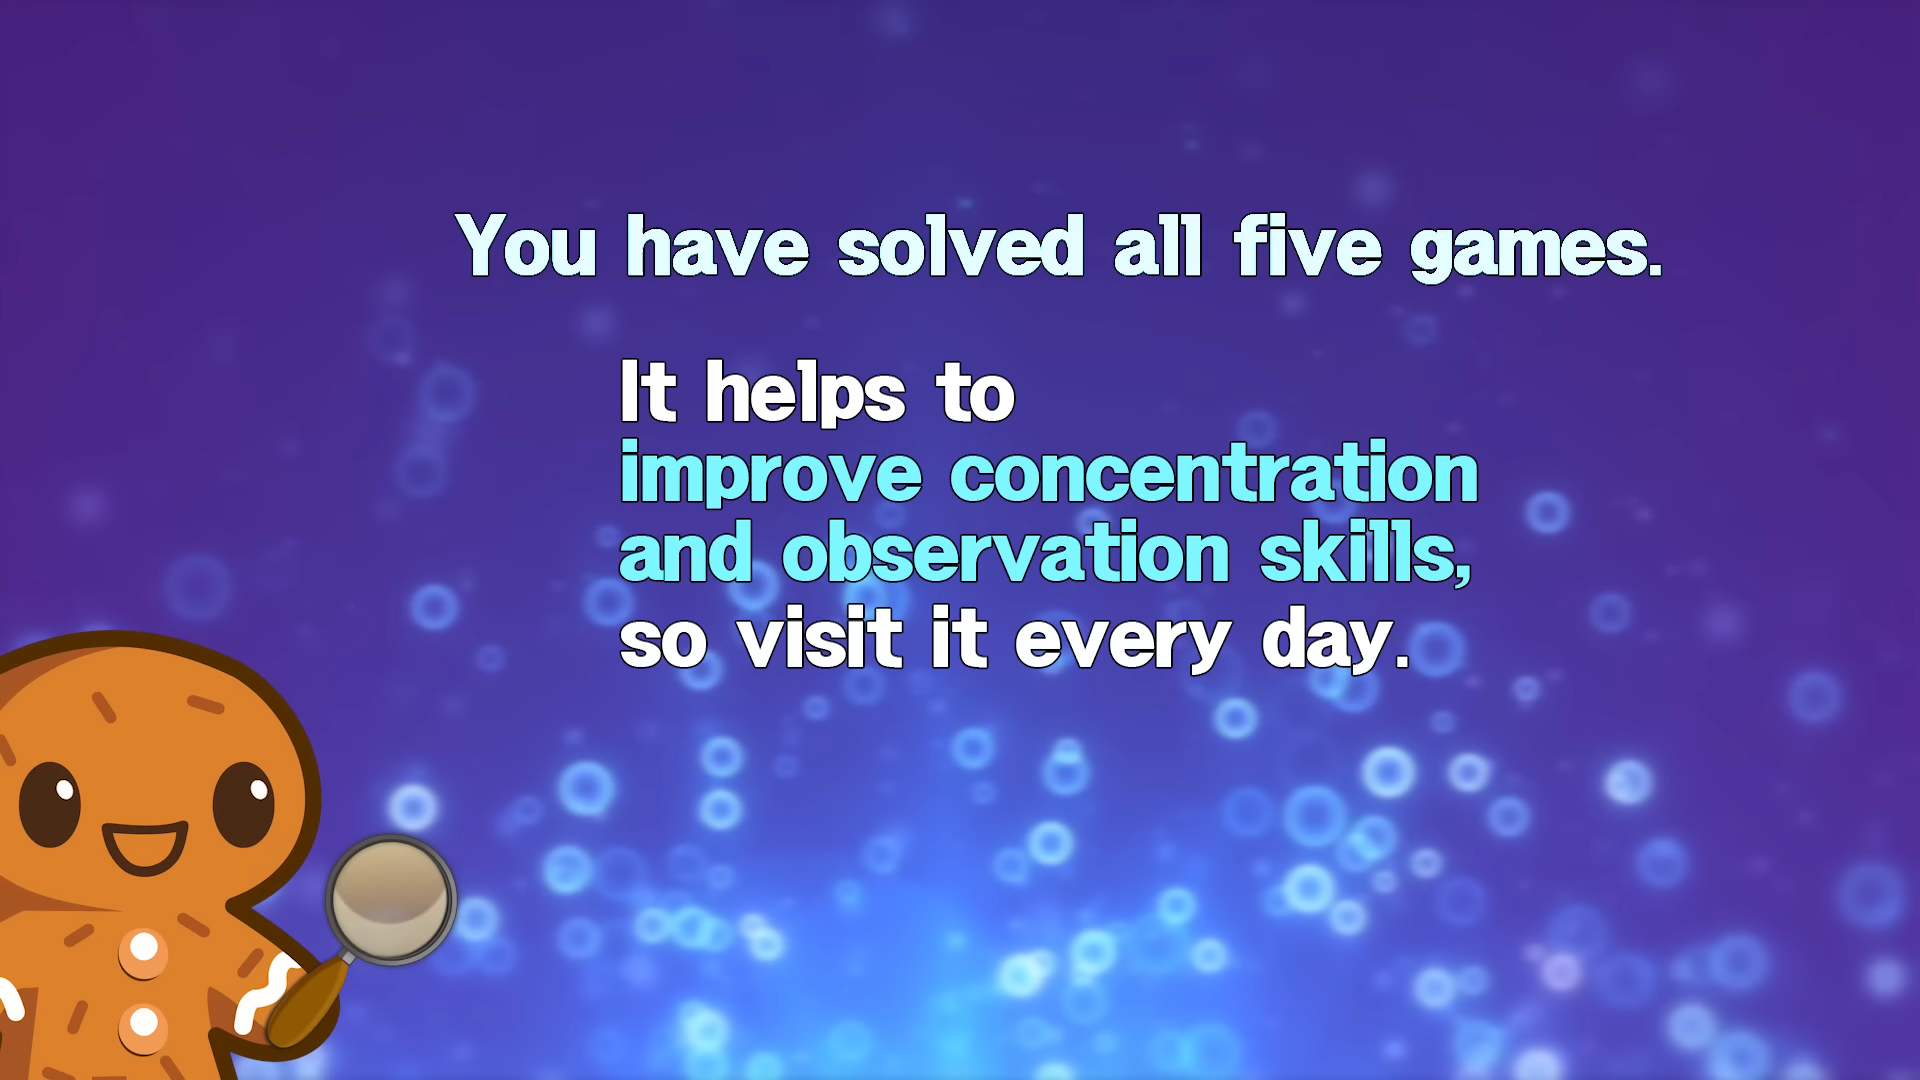 You have solved all five games.
It helps to
improve concentration
and observation skills,
so visit it every day.